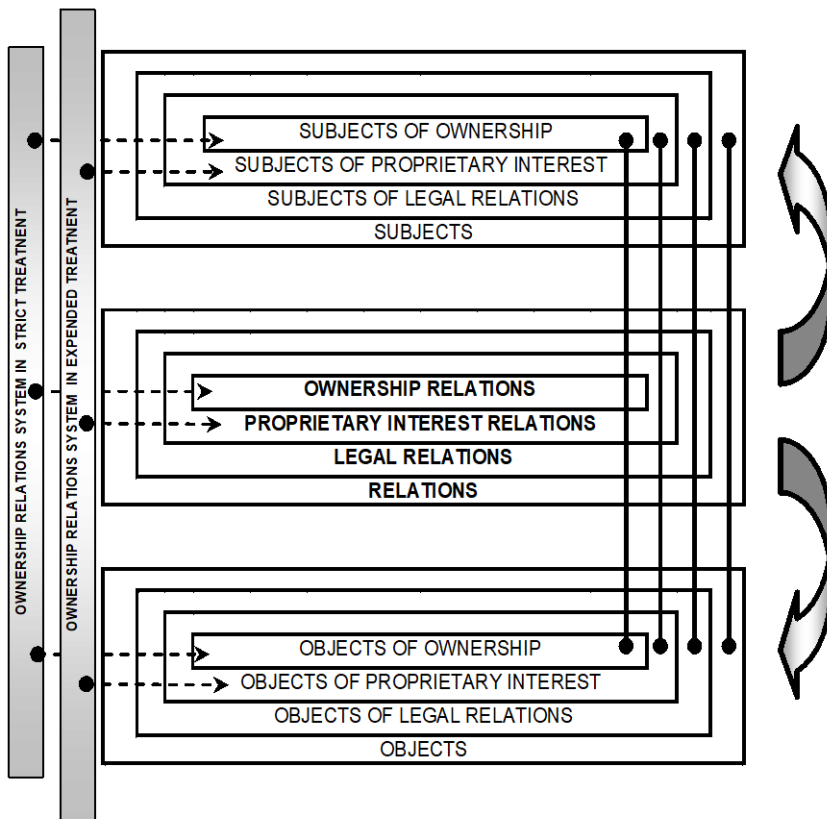 OWNERSHIP RELATIONS SYSTEM IN STRICT TREATMENT
OWNERSHIP RELATIONS SYSTEM IN EXPENDED TREATNENT
SUBJECTS OF OWNERSHIP
SUBJECTS OF PROPRIETARY INTEREST
SUBJECTS OF LEGAL RELATIONS
SUBJECTS
OWNERSHIP RELATIONS
PROPRIETARY INTEREST RELATIONS
LEGAL RELATIONS
RELATIONS
OBJECTS OF OWNERSHIP
OBJECTS OF PROPRIETARY INTEREST
OBJECTS OF LEGAL RELATIONS
OBJECTS